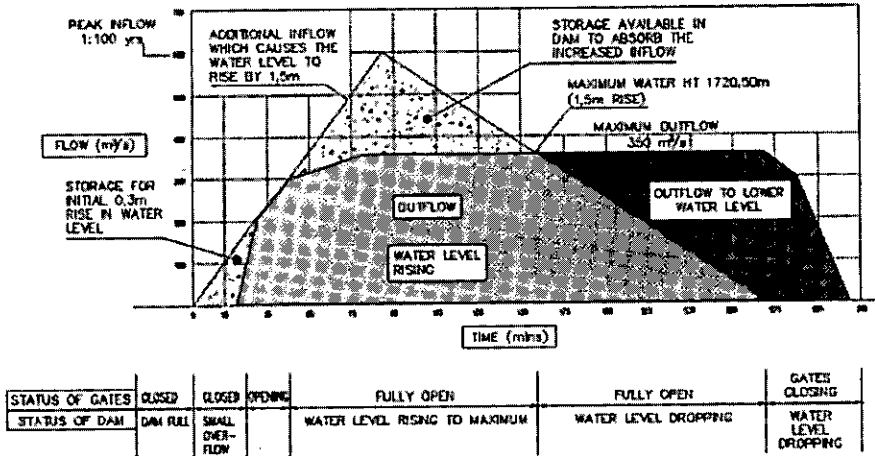 PEAK INFLOW
1:100 yrs
ADDITIONAL INFLOW
WHICH CAUSES THE
WATER LEVEL TO
RISE BY 1,5m
STORAGE AVAILABLE IN
DAM TO ABSORB THE
INCREASED INFLOW
MAXIMUM WATER HT 1720,50m
(1,5m RISE)
MAXIMUM OUTFLOW
350 m³/s
FLOW (m³/s)
STORAGE FOR
INITIAL 0,3m
RISE IN WATER
LEVEL
OUTFLOW
OUTFLOW TO LOWER
WATER LEVEL
WATER LEVEL
RISING
TIME (mins)
STATUS OF GATES CLOSED CLOSED OPENING FULLY OPEN FULLY OPEN GATES CLOSING
STATUS OF DAM DAM FULL SMALL OVER-FLOW WATER LEVEL RISING TO MAXIMUM WATER LEVEL DROPPING WATER LEVEL DROPPING